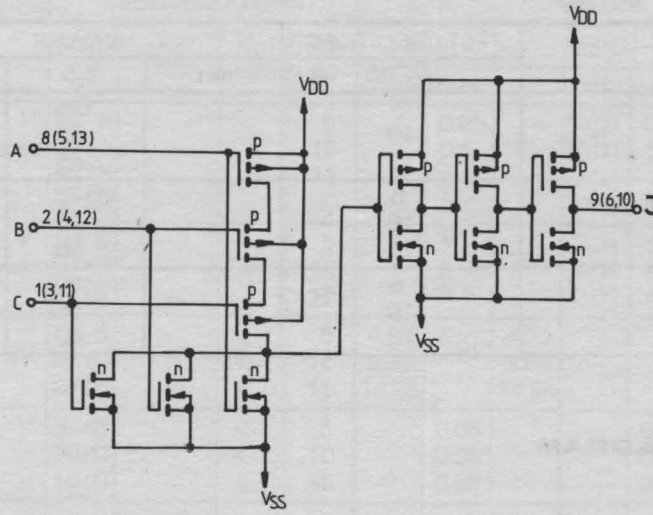 VDD
VDD
A 8(5,13)
p
p p p
B 2(4,12)
p
9(6,10) J
n n n
C 1(3,11)
p
VSS
n n n
VSS